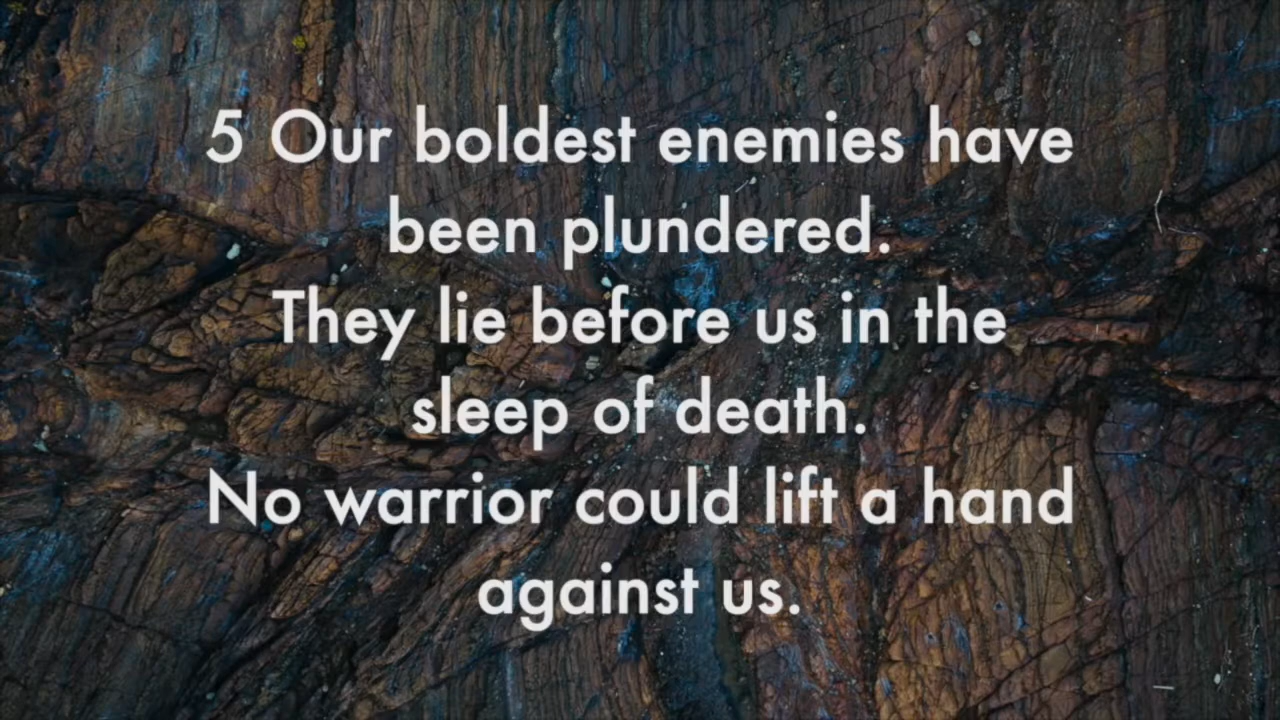 5 Our boldest enemies have
been plundered.
They lie before us in the
sleep of death.
No warrior could lift a hand
against us.